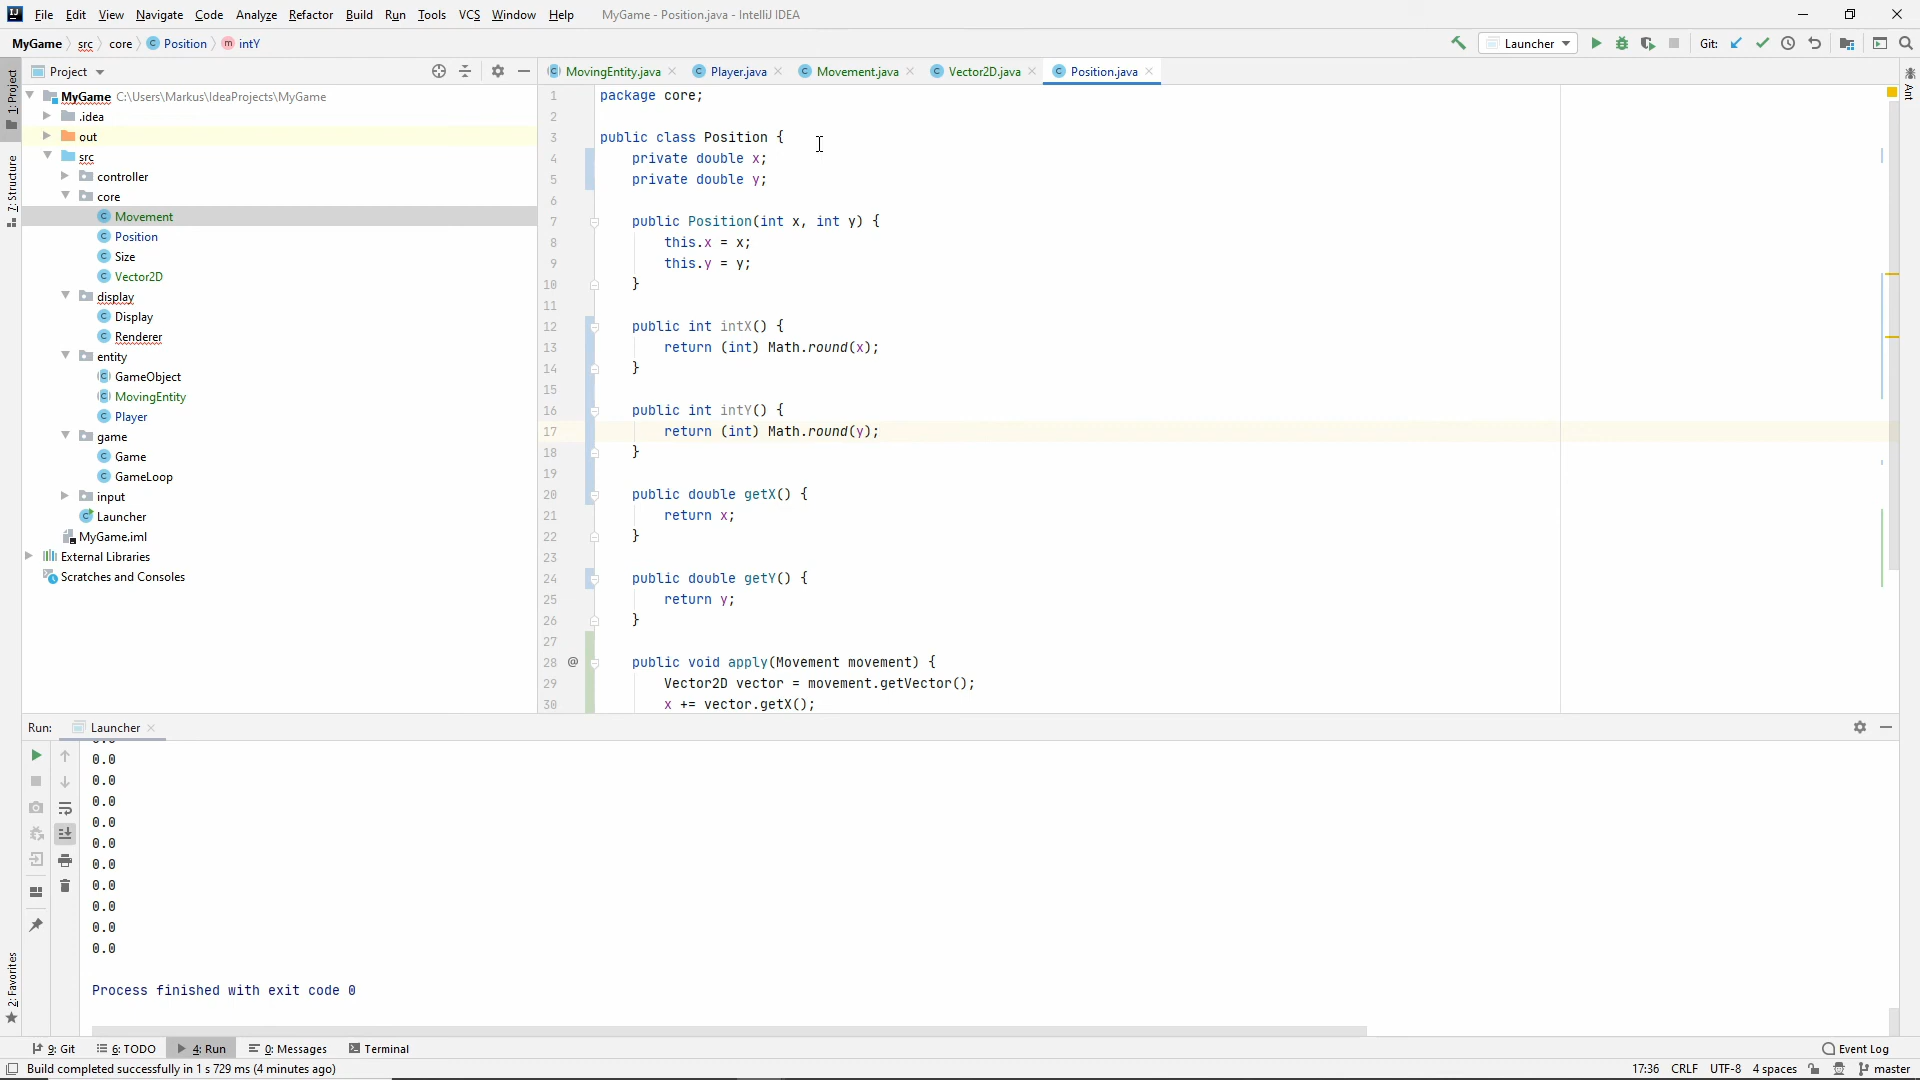 File Edit View Navigate Code Analyze Refactor Build Run Tools VCS Window Help MyGame - Position.java - IntelliJ IDEA
MyGame src core Position intY
Launcher Git:
Project
MovingEntity.java Player.java Movement.java Vector2D.java Position.java
1: Project
7: Structure
2: Favorites
Ant
MyGame C:\Users\Markus\IdeaProjects\MyGame
.idea
out
src
controller
core
Movement
Position
Size
Vector2D
display
Display
Renderer
entity
GameObject
MovingEntity
Player
game
Game
GameLoop
input
Launcher
MyGame.iml
External Libraries
Scratches and Consoles
1 package core;
2
3 public class Position {
4 private double x;
5 private double y;
6
7 public Position(int x, int y) {
8 this.x = x;
9 this.y = y;
10 }
11
12 public int intX() {
13 return (int) Math.round(x);
14 }
15
16 public int intY() {
17 return (int) Math.round(y);
18 }
19
20 public double getX() {
21 return x;
22 }
23
24 public double getY() {
25 return y;
26 }
27
28 @ public void apply(Movement movement) {
29 Vector2D vector = movement.getVector();
30 x += vector.getX();
Run: Launcher
0.0
0.0
0.0
0.0
0.0
0.0
0.0
0.0
0.0
0.0
Process finished with exit code 0
9: Git 6: TODO 4: Run 0: Messages Terminal Event Log
Build completed successfully in 1 s 729 ms (4 minutes ago) 17:36 CRLF UTF-8 4 spaces master